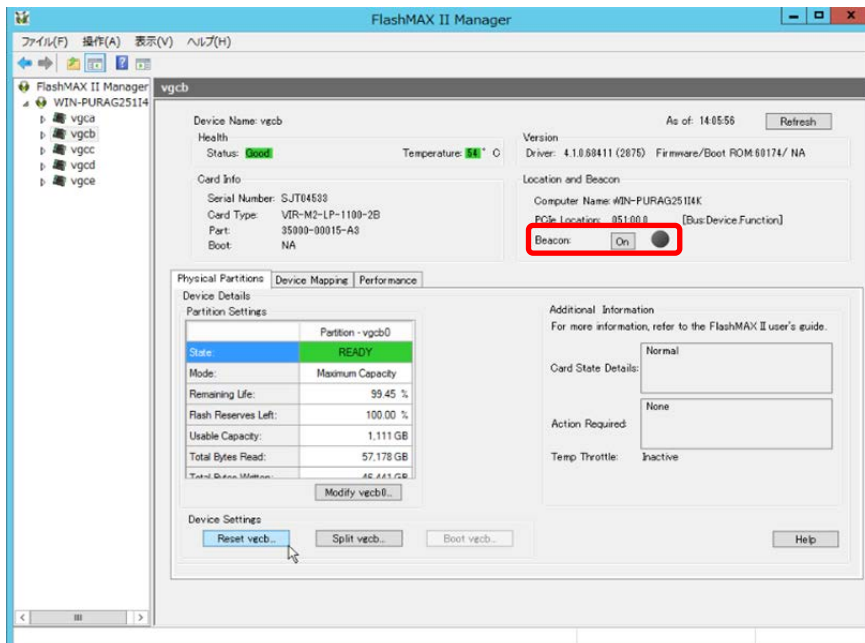 FlashMAX II Manager
ファイル(F) 操作(A) 表示(V) ヘルプ(H)
FlashMAX II Manager
WIN-PURAG251I4
vgca
vgcb
vgcc
vgcd
vgce
vgcb
Device Name: vgcb
As of: 14:05:56
Refresh
Health
Status: Good
Temperature: 54 ° C
Version
Driver: 4.1.0.68411 (2875) Firmware/Boot ROM: 60174/ NA
Card Info
Serial Number: SJT04533
Card Type: VIR-M2-LP-1100-2B
Part: 35000-00015-A3
Boot: NA
Location and Beacon
Computer Name: WIN-PURAG251I4K
PCIe Location: 051:00.0 [Bus:Device.Function]
Beacon: On
Physical Partitions Device Mapping Performance
Device Details
Partition Settings
Partition - vgcb0
State: READY
Mode: Maximum Capacity
Remaining Life: 99.45 %
Flash Reserves Left: 100.00 %
Usable Capacity: 1,111 GB
Total Bytes Read: 57,178 GB
Total Bytes Written: 46,441 GB
Modify vgcb0...
Additional Information
For more information, refer to the FlashMAX II user's guide.
Card State Details: Normal
Action Required: None
Temp Throttle: Inactive
Device Settings
Reset vgcb...
Split vgcb...
Boot vgcb...
Help